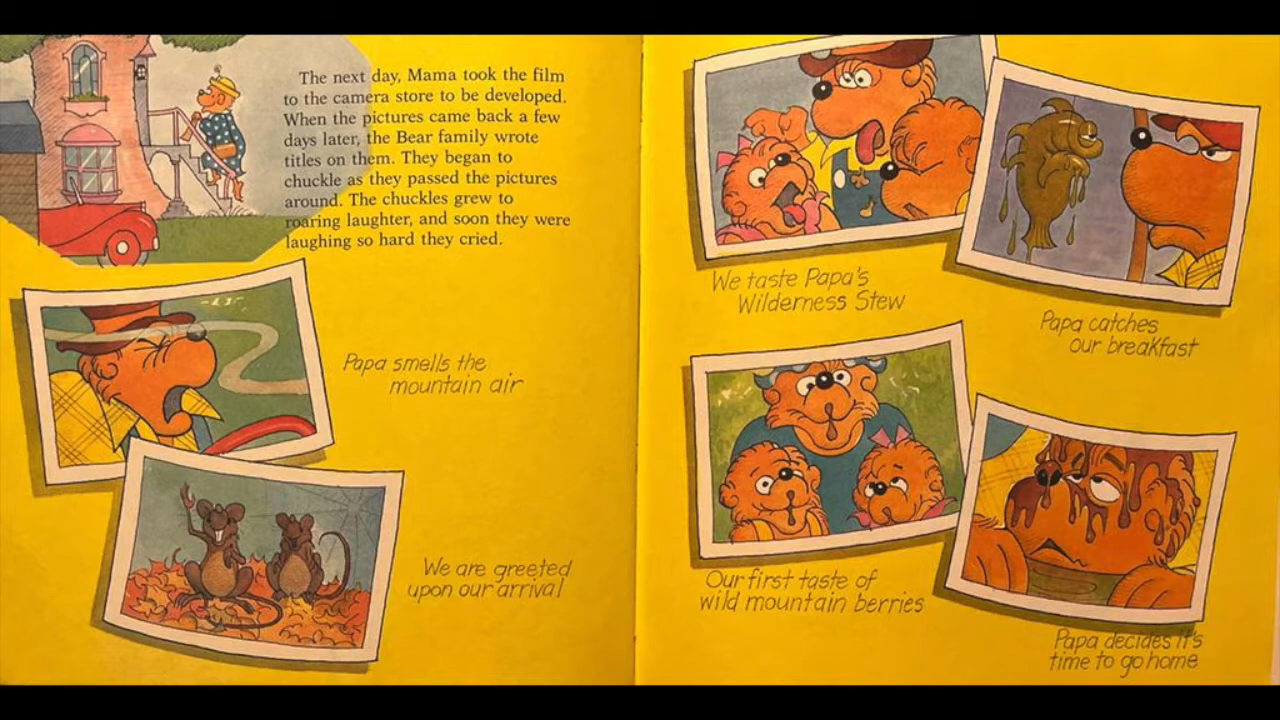 The next day, Mama took the film
to the camera store to be developed.
When the pictures came back a few
days later, the Bear family wrote
titles on them. They began to
chuckle as they passed the pictures
around. The chuckles grew to
roaring laughter, and soon they were
laughing so hard they cried.
Papa smells the
mountain air
We are greeted
upon our arrival
We taste Papa's
Wilderness Stew
Papa catches
our breakfast
Our first taste of
wild mountain berries
Papa decides it's
time to go home